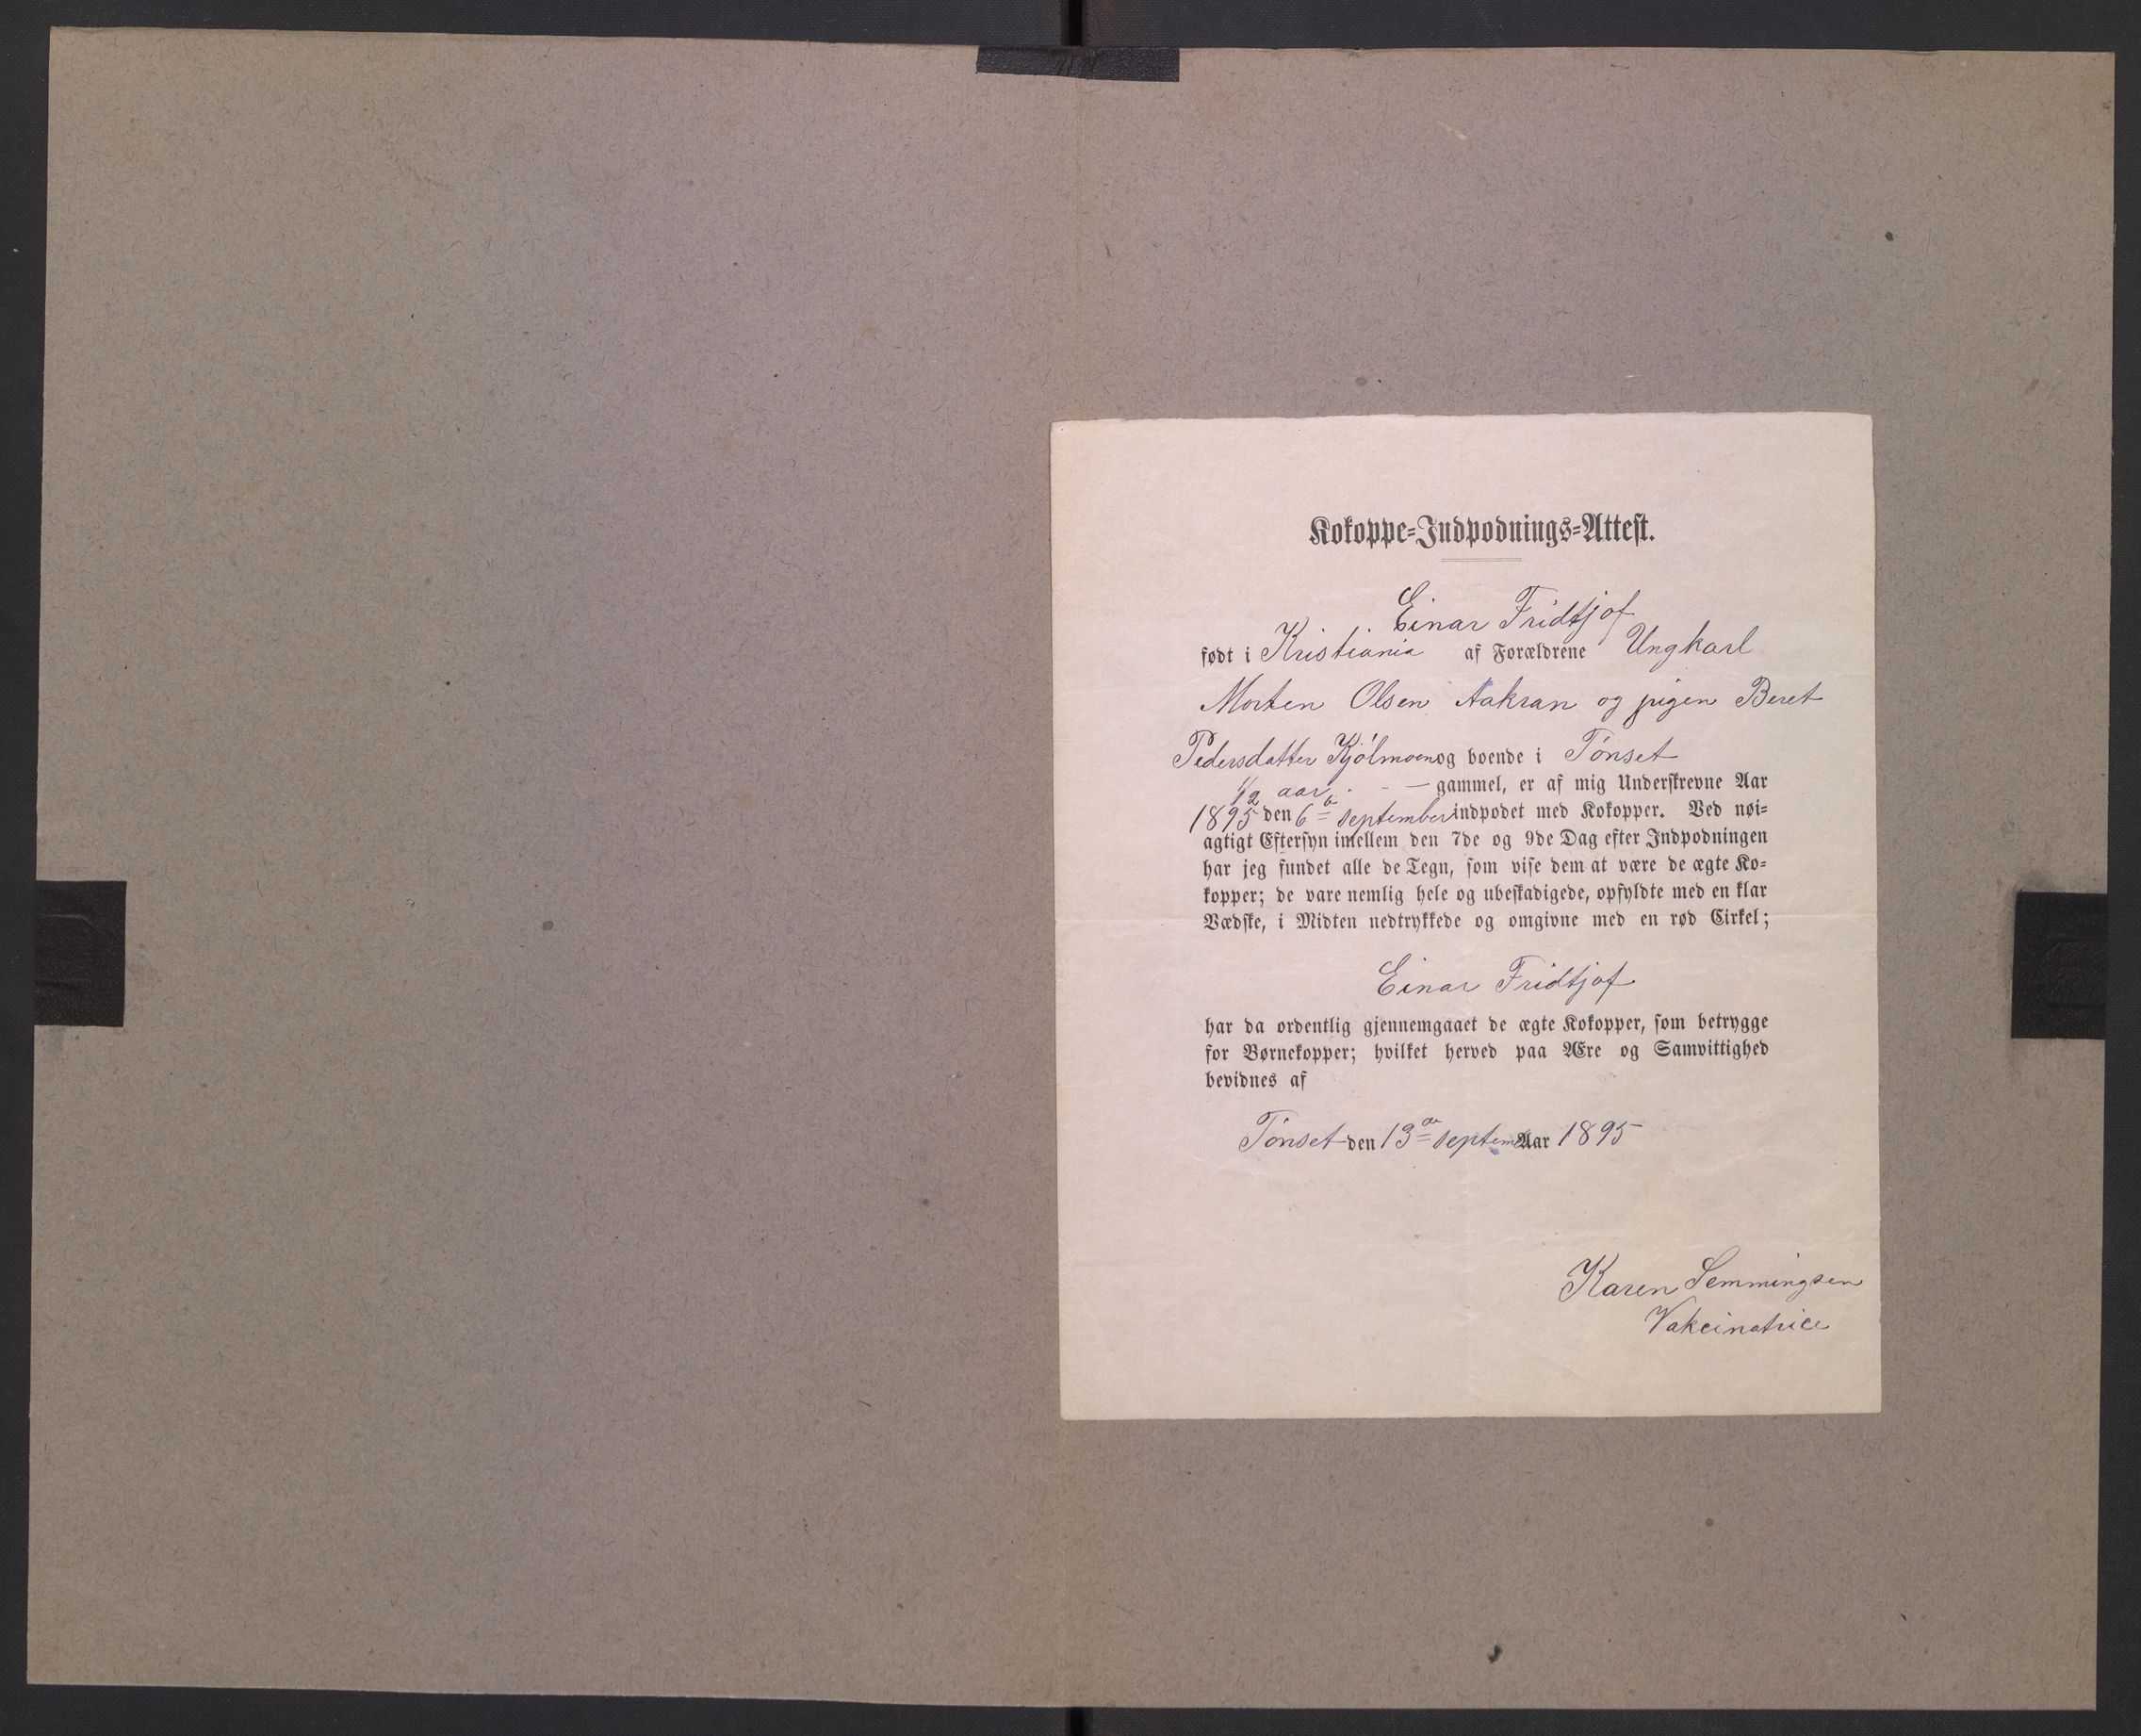 Kokoppe-Indpodnings-Attest.
Einar Fridtjof
født i Kristiania af Forældrene Ungkarl
Morten Olsen Aakran og pigen Beret
Pedersdatter Kjölmoen og boende i Tönset
1/2 aar - - gammel, er af mig Underskrevne Aar
1895 den 6te september indpodet med Kokopper. Ved nøi-
agtigt Eftersyn imellem den 7de og 9de Dag efter Indpodningen
har jeg fundet alle de Tegn, som vise dem at være de ægte Ko-
kopper; de vare nemlig hele og ubeskadigede, opfyldte med en klar
Vædske, i Midten nedtrykkede og omgivne med en rød Cirkel;
Einar Fridtjof
har da ordentlig gjennemgaaet de ægte Kokopper, som betrygge
for Børnekopper; hvilket herved paa Ære og Samvittighed
bevidnes af
Tönset den 13de septem Aar 1895
Karen Semmingsen
Vakcinatrice